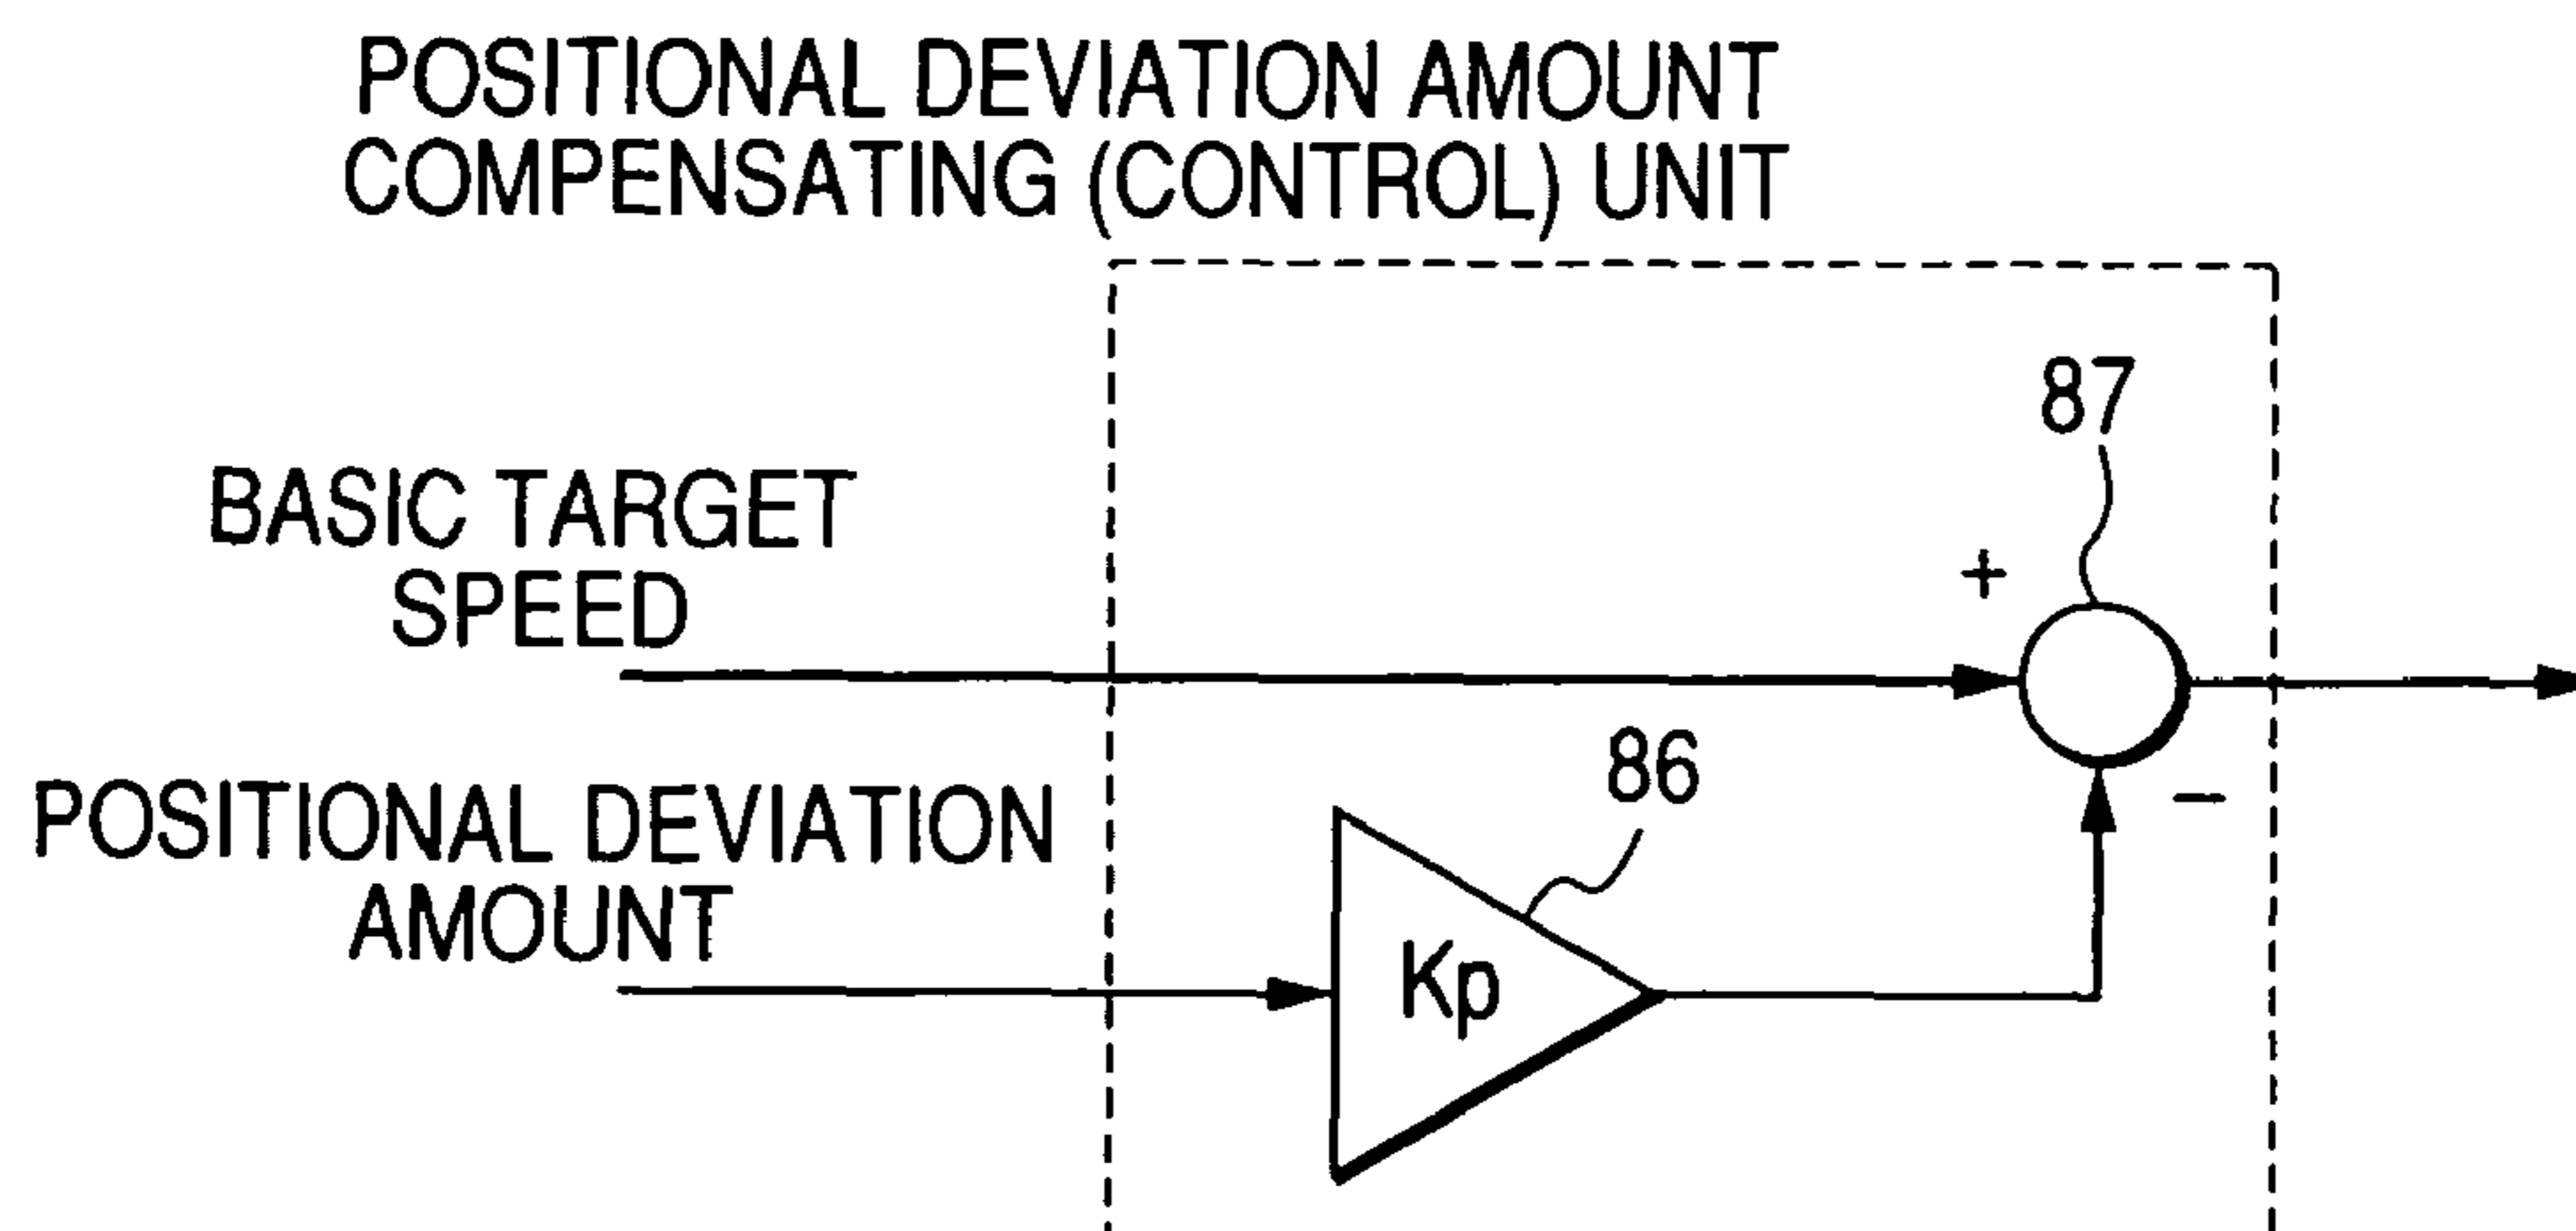 POSITIONAL DEVIATION AMOUNT
COMPENSATING (CONTROL) UNIT
87
BASIC TARGET
SPEED
+
86
POSITIONAL DEVIATION
AMOUNT
−
Kp